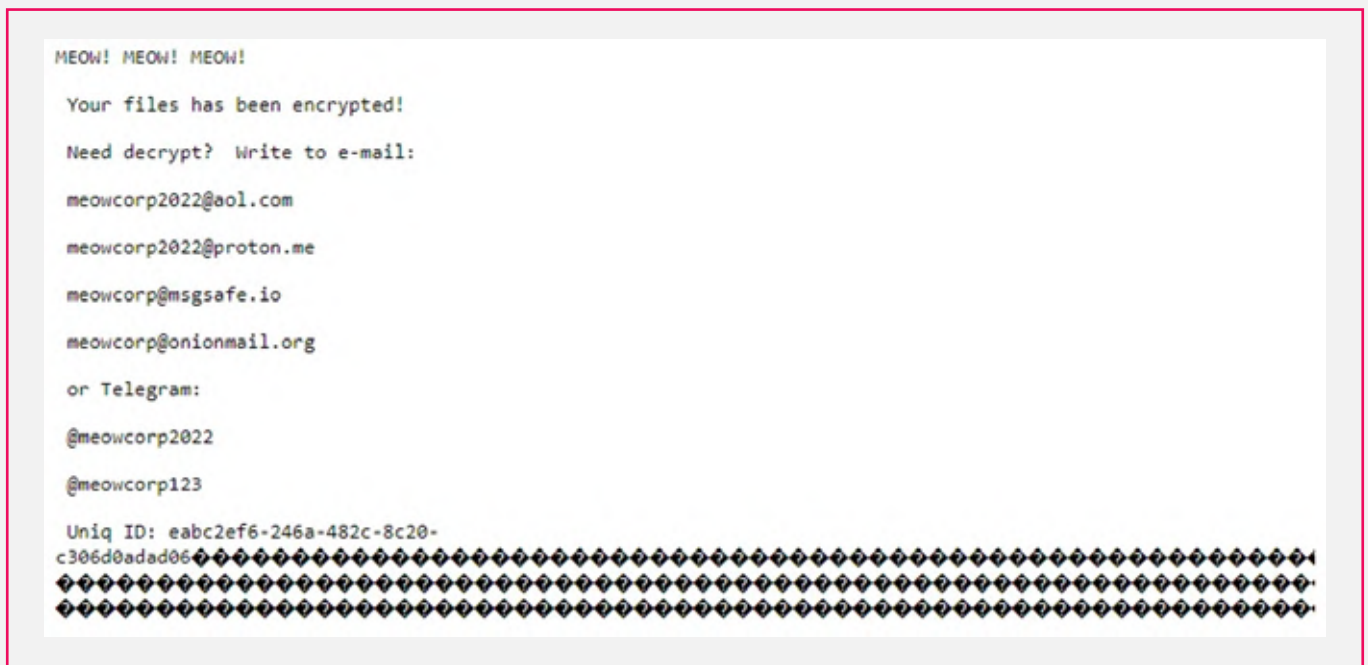 MEOW! MEOW! MEOW!
Your files has been encrypted!
Need decrypt? Write to e-mail:
meowcorp2022@aol.com
meowcorp2022@proton.me
meowcorp@msgsafe.io
meowcorp@onionmail.org
or Telegram:
@meowcorp2022
@meowcorp123
Uniq ID: eabc2ef6-246a-482c-8c20-
c306d0adad06